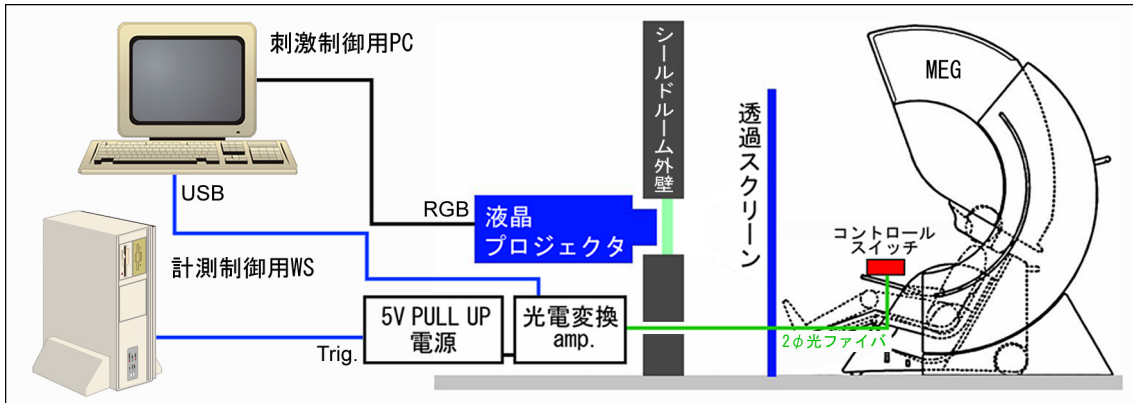 刺激制御用PC
USB
RGB
液晶
プロジェクタ
シールドルーム外壁
透過スクリーン
MEG
コントロール
スイッチ
計測制御用WS
Trig.
5V PULL UP
電源
光電変換
amp.
2φ光ファイバ